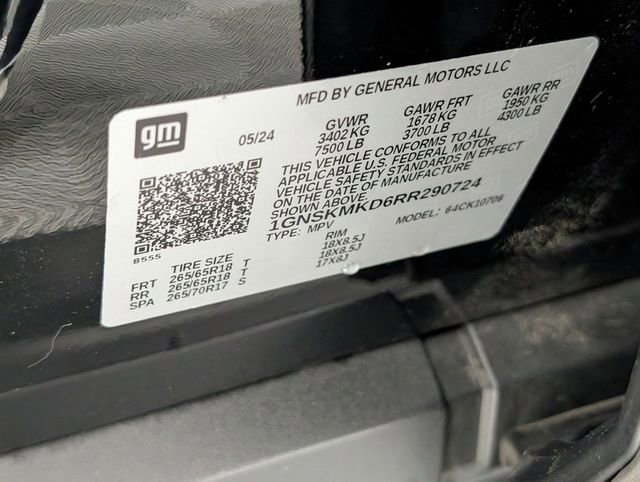 MFD BY GENERAL MOTORS LLC
gm
05/24
GVWR GAWR FRT GAWR RR
3402 KG 1678 KG 1950 KG
7500 LB 3700 LB 4300 LB
THIS VEHICLE CONFORMS TO ALL
APPLICABLE U.S. FEDERAL MOTOR
VEHICLE SAFETY STANDARDS IN EFFECT
ON THE DATE OF MANUFACTURE
SHOWN ABOVE.
1GNSKMKD6RR290724
TYPE: MPV MODEL: 64CK10706
8555
TIRE SIZE RIM
FRT 265/65R18 T 18X8.5J
RR 265/65R18 T 18X8.5J
SPA 265/70R17 S 17X8J